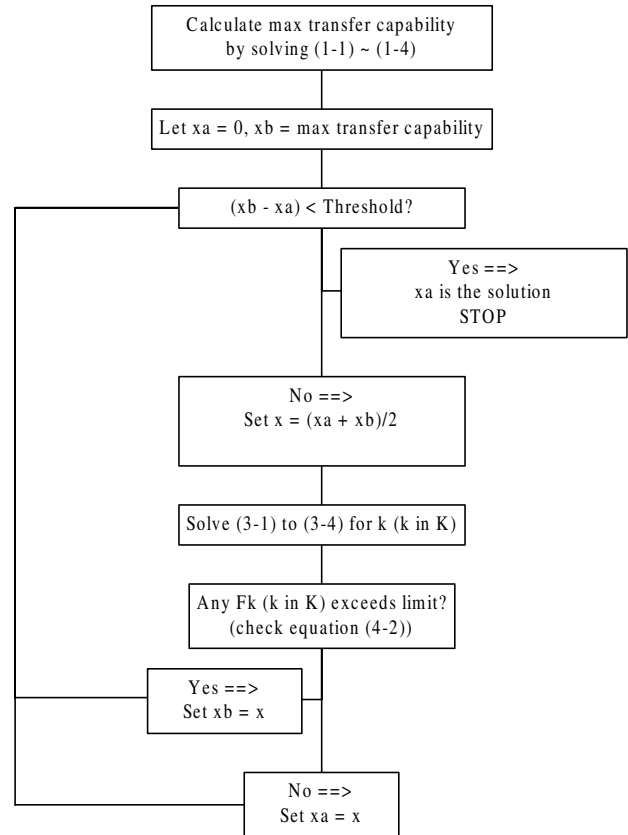 Calculate max transfer capability
by solving (1-1) ~ (1-4)
Let xa = 0, xb = max transfer capability
(xb - xa) < Threshold?
Yes ==>
xa is the solution
STOP
No ==>
Set x = (xa + xb)/2
Solve (3-1) to (3-4) for k (k in K)
Any Fk (k in K) exceeds limit?
(check equation (4-2))
Yes ==>
Set xb = x
No ==>
Set xa = x